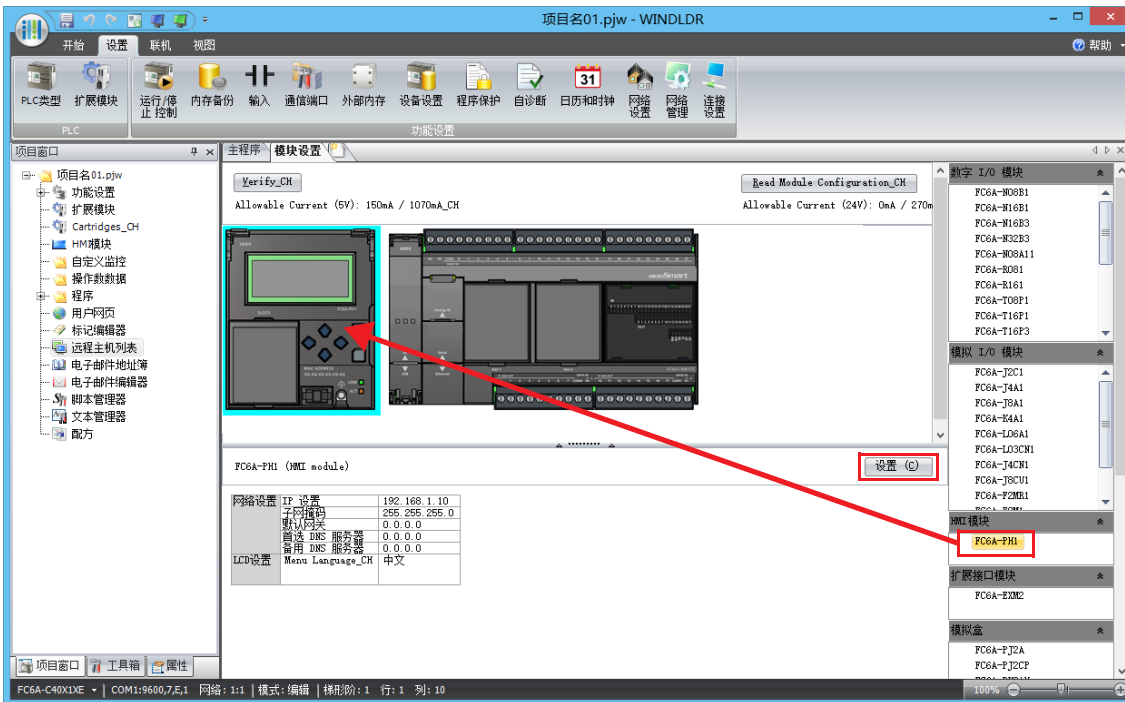 项目名01.pjw - WINDLDR
开始 设置 联机 视图
帮助
PLC类型 扩展模块 运行/停止 控制 内存备份 输入 通信端口 外部内存 设备设置 程序保护 自诊断 31 日历和时钟 网络设置 网络管理 连接设置
PLC 功能设置
项目窗口
主程序 模块设置
项目名01.pjw
功能设置
扩展模块
Cartridges_CH
HMI模块
自定义监控
操作数数据
程序
用户网页
标记编辑器
远程主机列表
电子邮件地址簿
电子邮件编辑器
脚本管理器
文本管理器
配方
项目窗口 工具箱 属性
Verify_CH
Read Module Configuration_CH
Allowable Current (5V): 150mA / 1070mA_CH
Allowable Current (24V): 0mA / 270m
IDEC
SLOT3
FC6A-PH1
MAC ADDRESS
XX-XX-XX-XX-XX-XX
LINK
ACT
microSmart
FC6A-PH1 (HMI module)
设置 (C)
网络设置 IP 设置 192.168.1.10
子网掩码 255.255.255.0
默认网关 0.0.0.0
首选 DNS 服务器 0.0.0.0
备用 DNS 服务器 0.0.0.0
LCD设置 Menu Language_CH 中文
数字 I/O 模块
FC6A-N08B1
FC6A-N16B1
FC6A-N16B3
FC6A-N32B3
FC6A-N08A11
FC6A-R081
FC6A-R161
FC6A-T08P1
FC6A-T16P1
FC6A-T16P3
模拟 I/O 模块
FC6A-J2C1
FC6A-J4A1
FC6A-J8A1
FC6A-K4A1
FC6A-L06A1
FC6A-L03CN1
FC6A-J4CN1
FC6A-J8CU1
FC6A-F2MR1
HMI模块
FC6A-PH1
扩展接口模块
FC6A-EXM2
模拟盒
FC6A-PJ2A
FC6A-PJ2CP
FC6A-C40X1XE COM1:9600,7,E,1 网络: 1:1 模式: 编辑 梯形阶: 1 行: 1 列: 10
100%